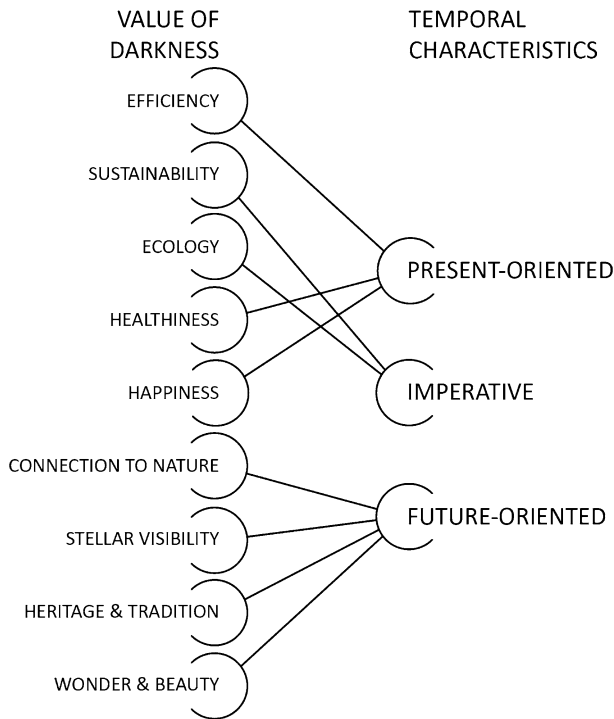 VALUE OF
DARKNESS
EFFICIENCY
SUSTAINABILITY
ECOLOGY
HEALTHINESS
HAPPINESS
CONNECTION TO NATURE
STELLAR VISIBILITY
HERITAGE & TRADITION
WONDER & BEAUTY
TEMPORAL
CHARACTERISTICS
PRESENT-ORIENTED
IMPERATIVE
FUTURE-ORIENTED